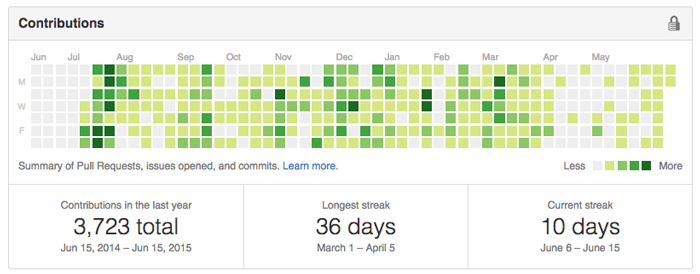 Contributions
Jun Jul Aug Sep Oct Nov Dec Jan Feb Mar Apr May
M
W
F
Summary of Pull Requests, issues opened, and commits. Learn more.
Less More
Contributions in the last year
3,723 total
Jun 15, 2014 – Jun 15, 2015
Longest streak
36 days
March 1 – April 5
Current streak
10 days
June 6 – June 15